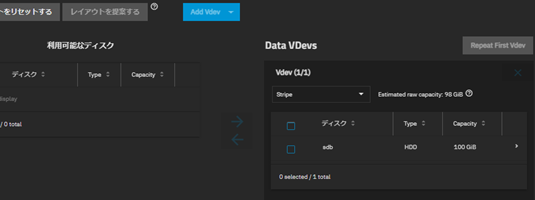 トをリセットする
レイアウトを提案する
Add Vdev
利用可能なディスク
Data VDevs
Repeat First Vdev
ディスク
Type
Capacity
Vdev (1/1)
Stripe
Estimated raw capacity: 98 GiB
display
/ 0 total
ディスク
Type
Capacity
sdb
HDD
100 GiB
0 selected / 1 total